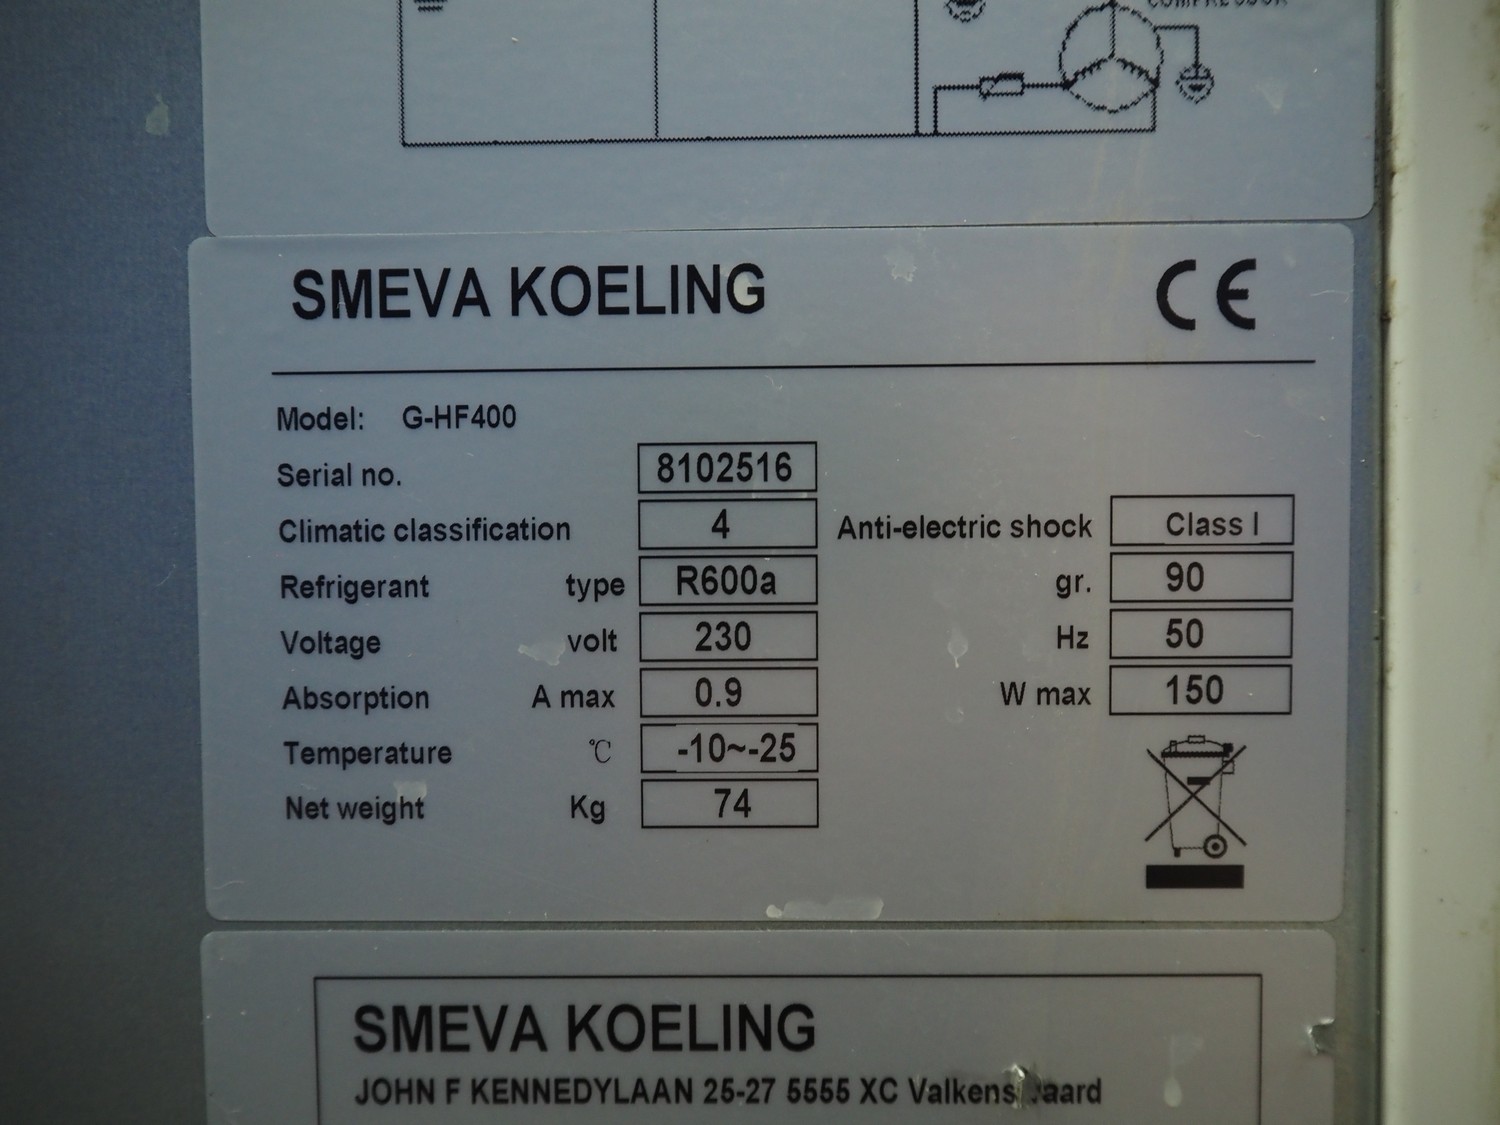 COMPRESSOR
SMEVA KOELING CE
Model: G-HF400
Serial no. 8102516
Climatic classification 4 Anti-electric shock Class I
Refrigerant type R600a gr. 90
Voltage volt 230 Hz 50
Absorption A max 0.9 W max 150
Temperature °C -10~-25
Net weight Kg 74
SMEVA KOELING
JOHN F KENNEDYLAAN 25-27 5555 XC